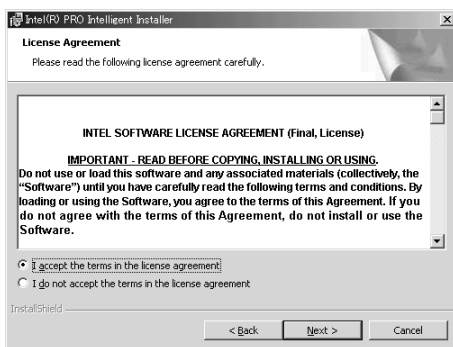 Intel(R) PRO Intelligent Installer
License Agreement
Please read the following license agreement carefully.
INTEL SOFTWARE LICENSE AGREEMENT (Final, License)
IMPORTANT - READ BEFORE COPYING, INSTALLING OR USING.
Do not use or load this software and any associated materials (collectively, the
"Software") until you have carefully read the following terms and conditions. By
loading or using the Software, you agree to the terms of this Agreement. If you
do not agree with the terms of this Agreement, do not install or use the
Software.
I accept the terms in the license agreement
I do not accept the terms in the license agreement
InstallShield
< Back
Next >
Cancel